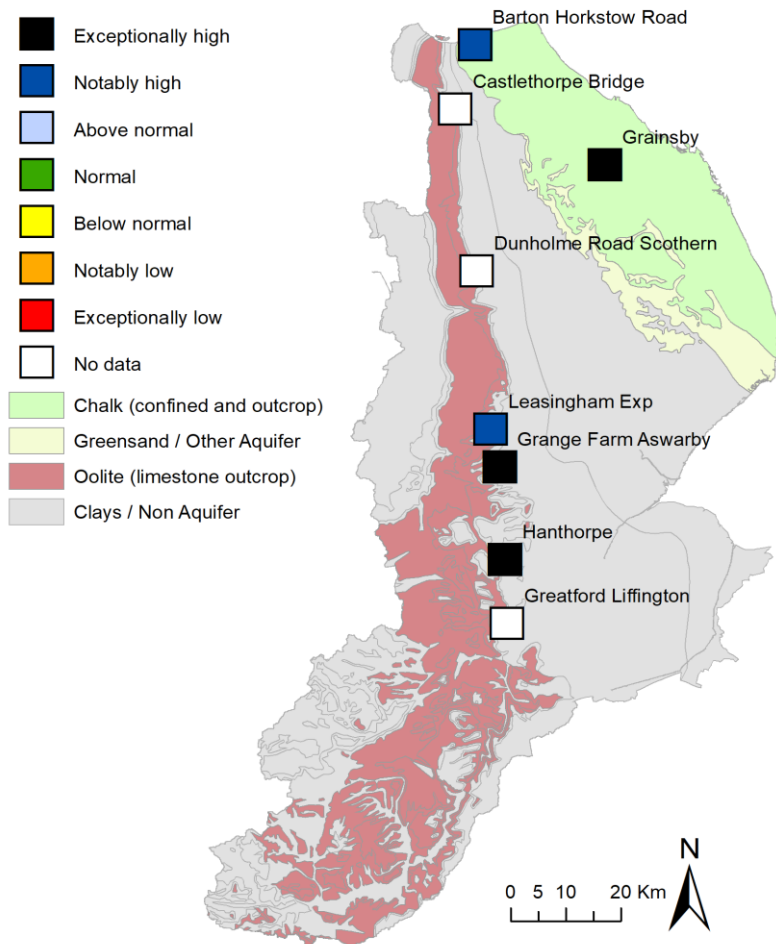 Exceptionally high
Notably high
Above normal
Normal
Below normal
Notably low
Exceptionally low
No data
Chalk (confined and outcrop)
Greensand / Other Aquifer
Oolite (limestone outcrop)
Clays / Non Aquifer
Barton Horkstow Road
Castlethorpe Bridge
Grainsby
Dunholme Road Scothern
Leasingham Exp
Grange Farm Aswarby
Hanthorpe
Greatford Liffington
N
0 5 10 20 Km